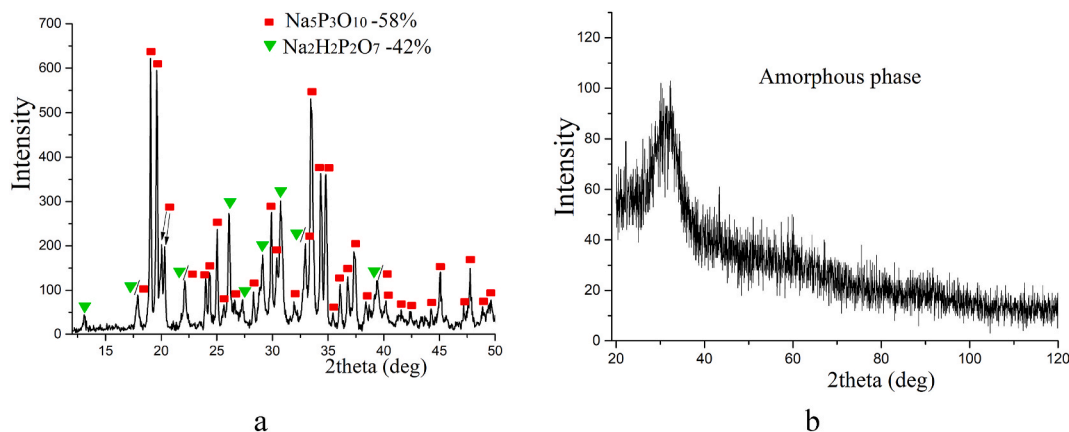 Na5P3O10 -58%
Na2H2P2O7 -42%
Intensity
700
600
500
400
300
200
100
0
15 20 25 30 35 40 45 50
2theta (deg)
a
Amorphous phase
Intensity
120
100
80
60
40
20
0
20 40 60 80 100 120
2theta (deg)
b